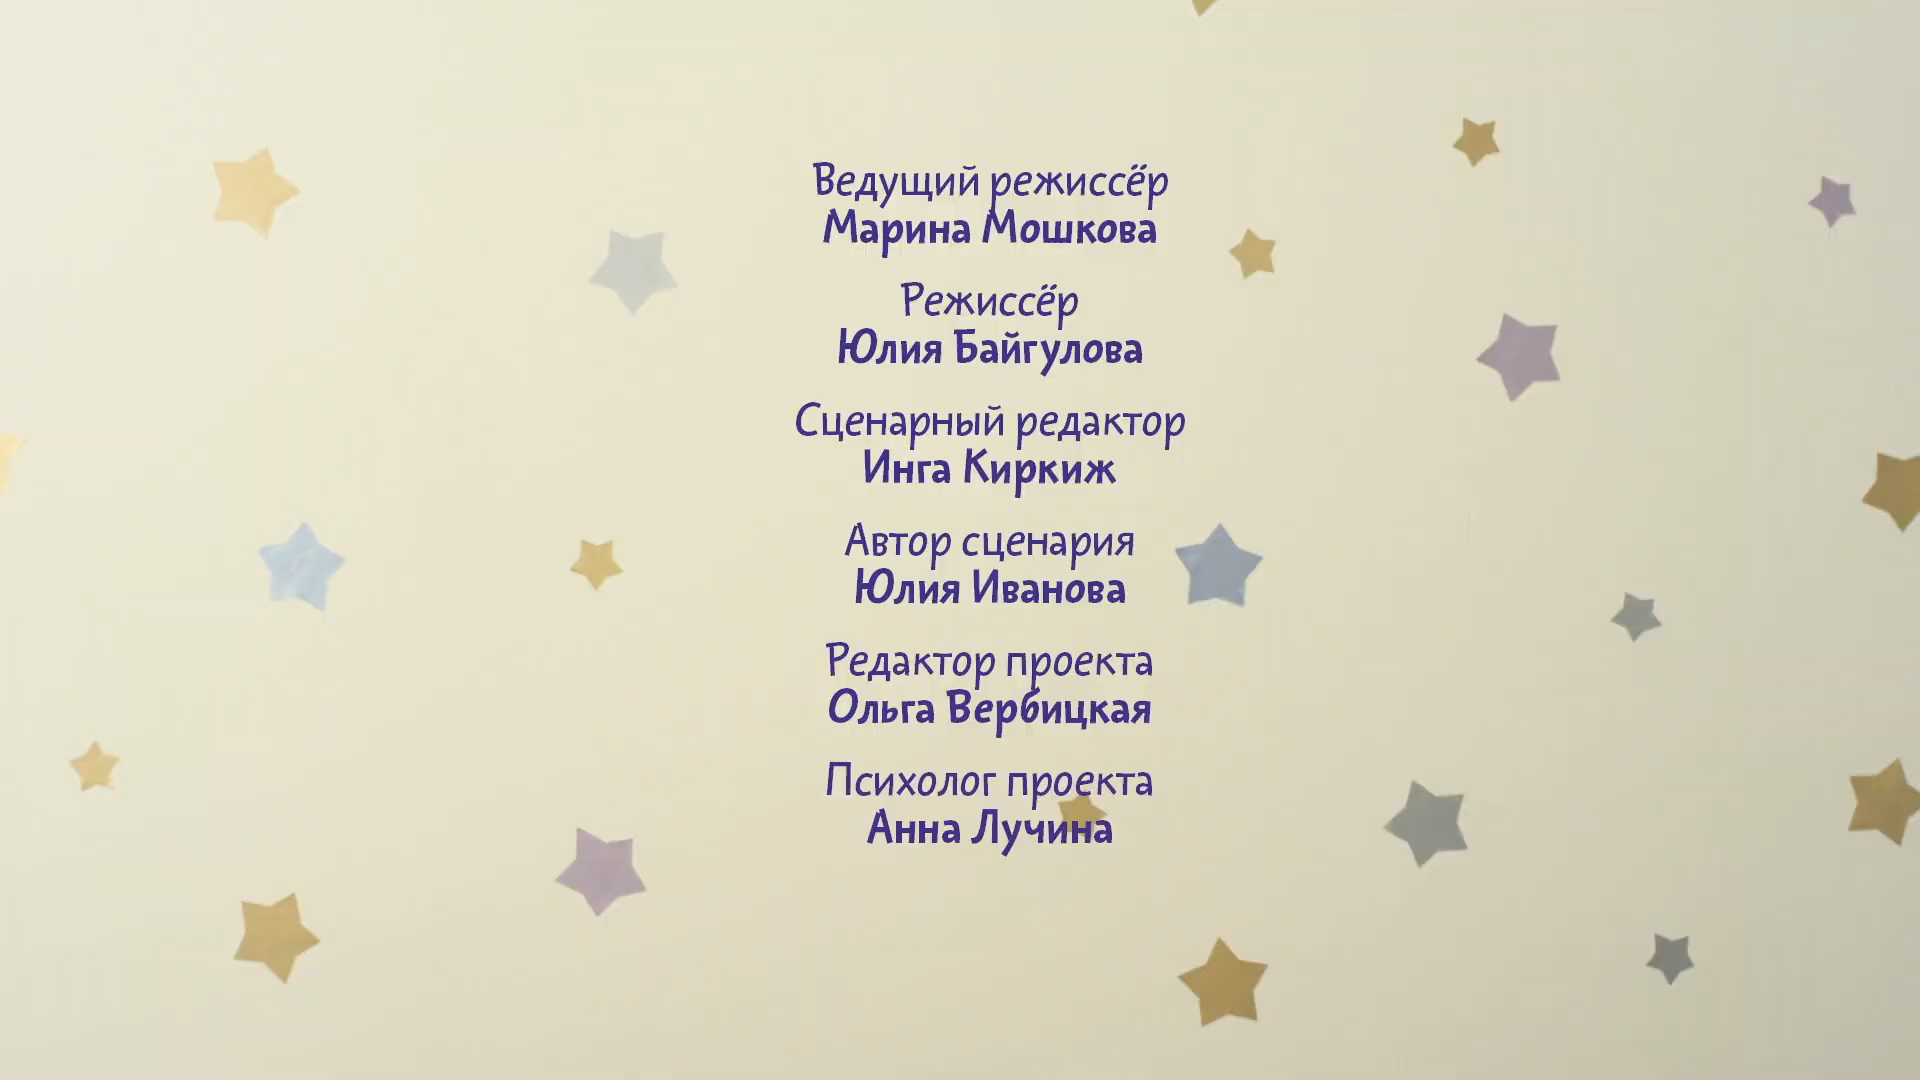 Ведущий режиссёр
Марина Мошкова
Режиссёр
Юлия Байгулова
Сценарный редактор
Инга Киркиж
Автор сценария
Юлия Иванова
Редактор проекта
Ольга Вербицкая
Психолог проекта
Анна Лучина